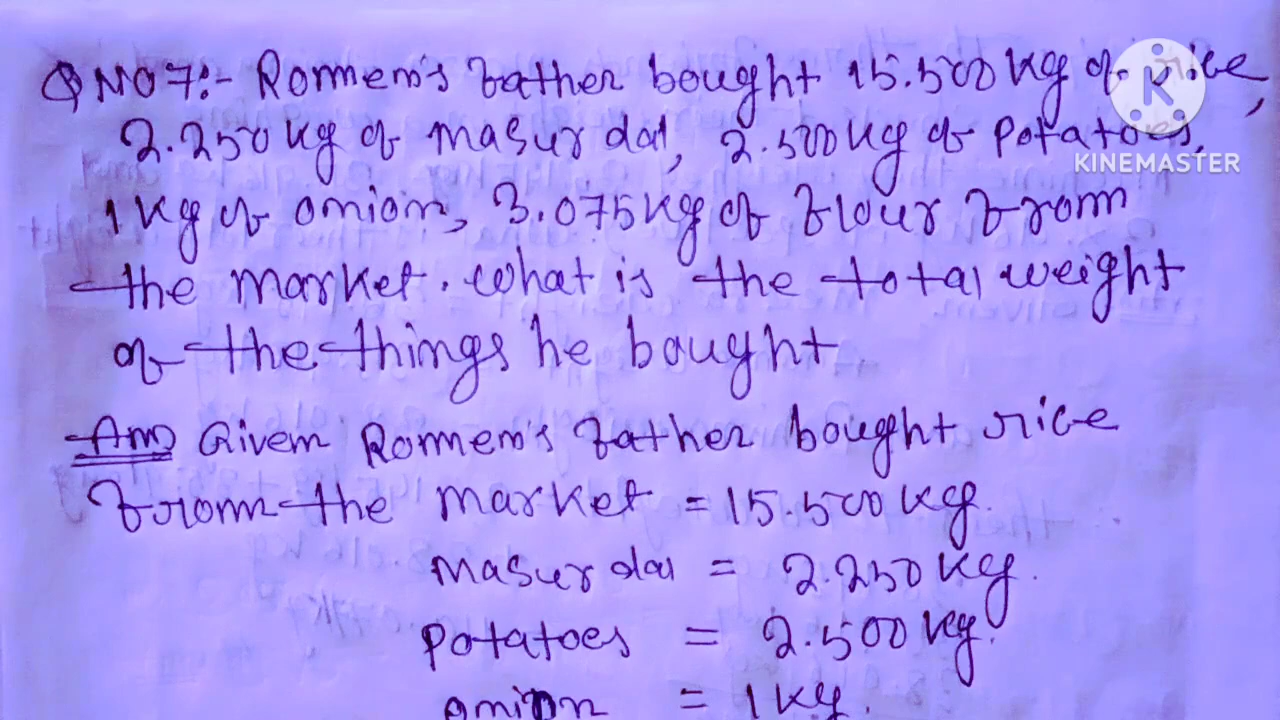 Q NO 7:- Romen's father bought 15.500 kg of rice,
2.250 kg of masur dal, 2.500 kg of potatoes,
1 kg of onion, 3.075 kg of flour from
the market. what is the total weight
of the things he bought.
Ans Given Romen's father bought rice
from the market = 15.500 kg.
masur dal = 2.250 kg.
potatoes = 2.500 kg.
onion = 1 kg.
K
KINEMASTER